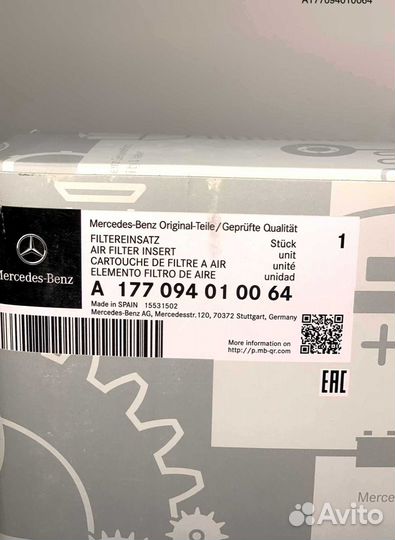 A177094010064
Mercedes-Benz Original-Teile/Geprüfte Qualität
FILTEREINSATZ Stück 1
AIR FILTER INSERT unit
CARTOUCHE DE FILTRE A AIR unité
ELEMENTO FILTRO DE AIRE unidad
Mercedes-Benz
A 177 094 01 00 64
Made in SPAIN 15531502
Mercedes-Benz AG, Mercedesstr.120, 70372 Stuttgart, Germany
More information on
http://p.mb-qr.com
EAC
Merce
Avito